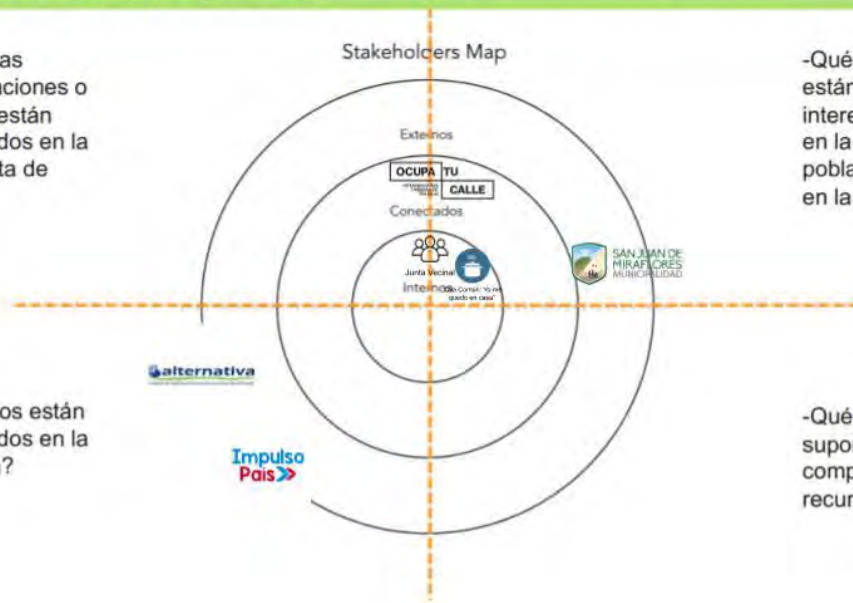 Stakeholders Map
as
ciones o
están
dos en la
ta de
-Qué
están
intere
en la
pobla
en la
Externos
OCUPA TU
CALLE
Conectados
Junta Vecinal
Internos
"Yo me
quedo en casa"
SAN JUAN DE
MIRAFLORES
MUNICIPALIDAD
alternativa
os están
dos en la
?
Impulso
País
-Qué
supor
comp
recur